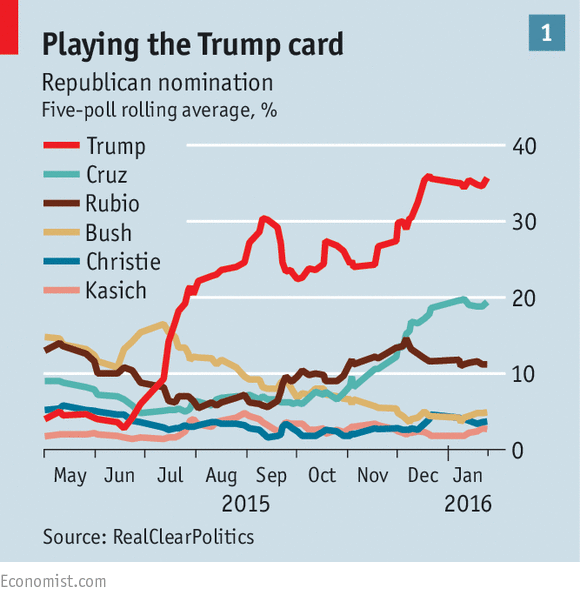 Playing the Trump card
1
Republican nomination
Five-poll rolling average, %
Trump
Cruz
Rubio
Bush
Christie
Kasich
40
30
20
10
0
May Jun Jul Aug Sep Oct Nov Dec Jan
2015 2016
Source: RealClearPolitics
Economist.com